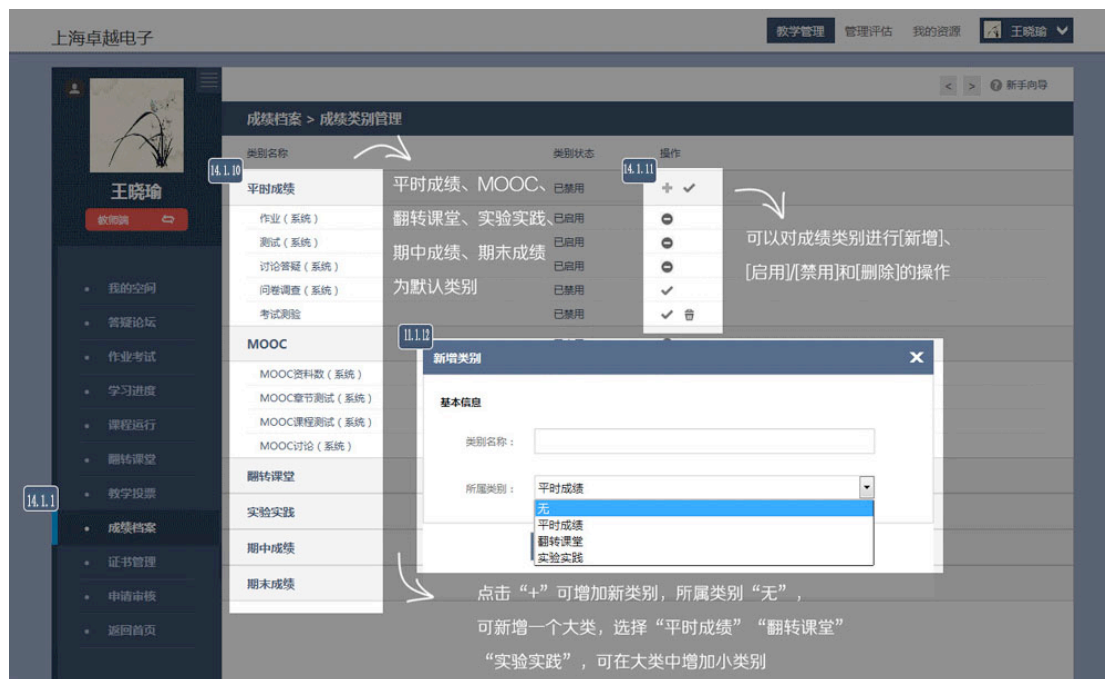 上海卓越电子
教学管理 管理评估 我的资源 王晓瑜
< > 新手向导
成绩档案 > 成绩类别管理
类别名称 类别状态 操作
14.1.10
14.1.11
王晓瑜
教师端
平时成绩 已禁用
作业（系统） 已启用
测试（系统） 已启用
讨论答疑（系统） 已启用
问卷调查（系统） 已禁用
考试测验 已禁用
平时成绩、MOOC、
翻转课堂、实验实践、
期中成绩、期末成绩
为默认类别
可以对成绩类别进行[新增]、
[启用]/[禁用]和[删除]的操作
我的空间
答疑论坛
作业考试
学习进度
课程运行
翻转课堂
教学投票
14.1.1
成绩档案
证书管理
申请审核
返回首页
MOOC
MOOC资料数（系统）
MOOC章节测试（系统）
MOOC课程测试（系统）
MOOC讨论（系统）
翻转课堂
实验实践
期中成绩
期末成绩
11.1.12
新增类别
基本信息
类别名称：
所属类别： 平时成绩
无
平时成绩
翻转课堂
实验实践
点击“+”可增加新类别，所属类别“无”，
可新增一个大类，选择“平时成绩”“翻转课堂”
“实验实践”，可在大类中增加小类别